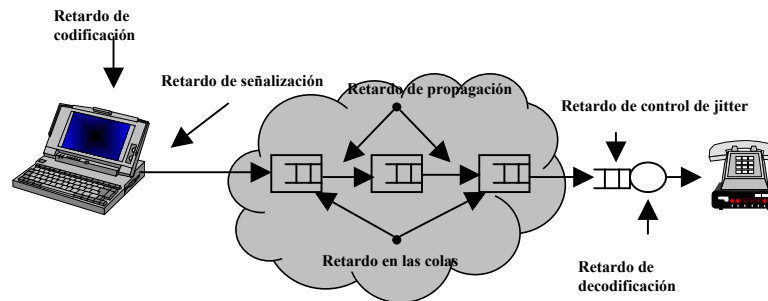 Retardo de
codificación
Retardo de señalización
Retardo de propagación
Retardo de control de jitter
Retardo en las colas
Retardo de
decodificación